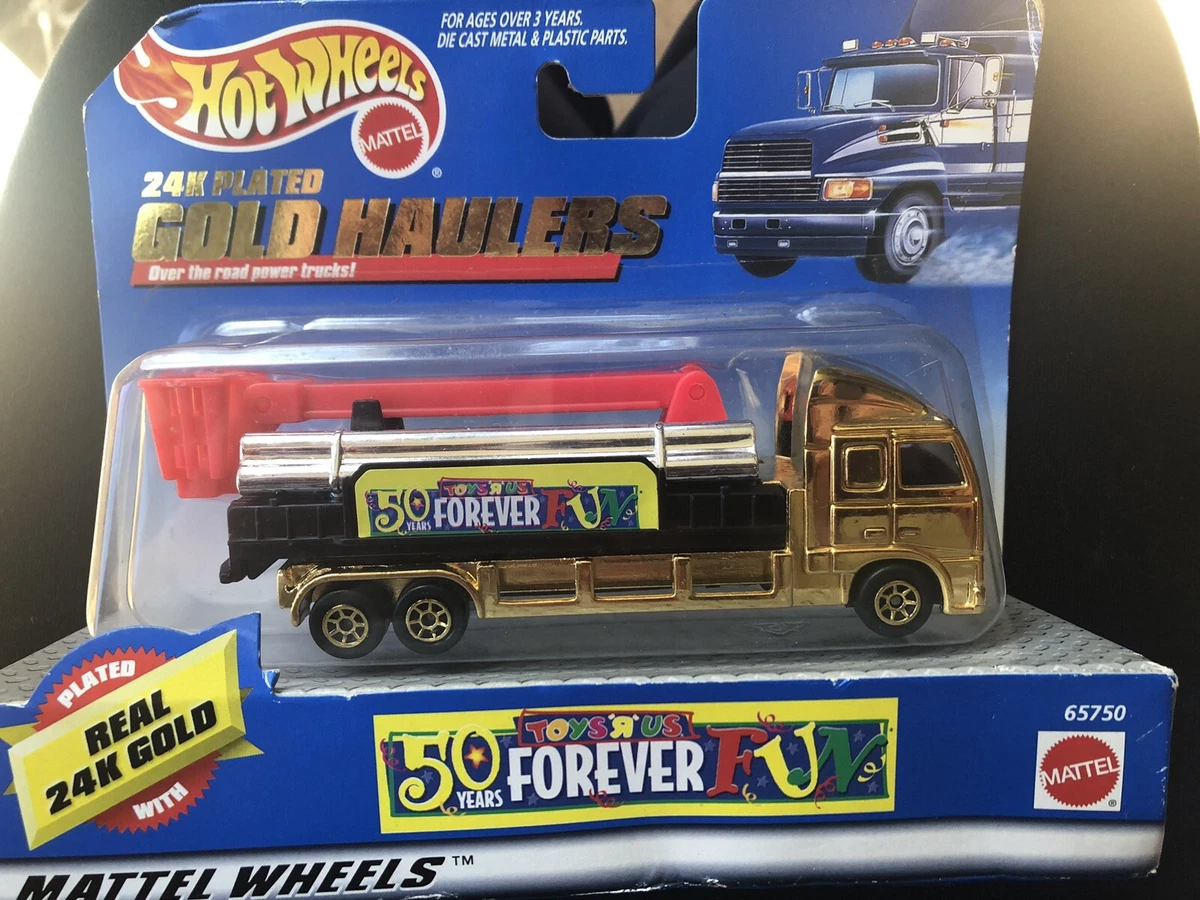 FOR AGES OVER 3 YEARS.
DIE CAST METAL & PLASTIC PARTS.
HOT WHEELS
MATTEL
®
24K PLATED
GOLD HAULERS
Over the road power trucks!
TOYS "R" US
50 YEARS FOREVER FUN
PLATED
REAL
24K GOLD
WITH
TOYS "R" US
50 YEARS FOREVER FUN
65750
MATTEL
®
MATTEL WHEELS™